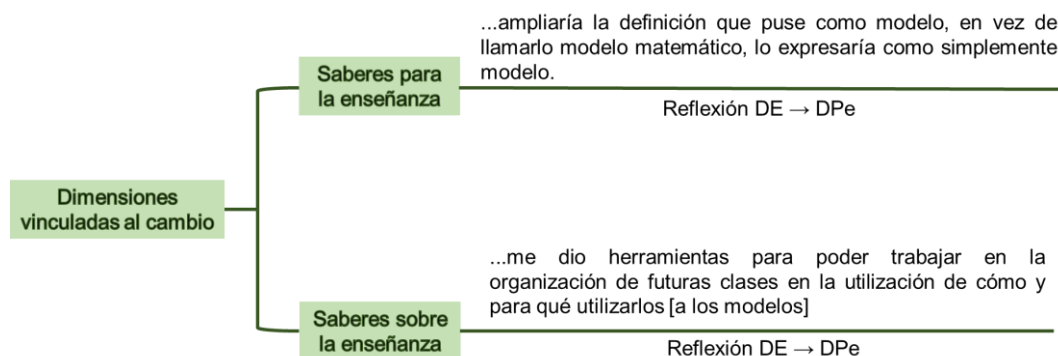 ...ampliaría la definición que puse como modelo, en vez de
llamarlo modelo matemático, lo expresaría como simplemente
modelo.
Saberes para
la enseñanza
Reflexión DE → DPe
Dimensiones
vinculadas al cambio
...me dio herramientas para poder trabajar en la
organización de futuras clases en la utilización de cómo y
para qué utilizarlos [a los modelos]
Saberes sobre
la enseñanza
Reflexión DE → DPe